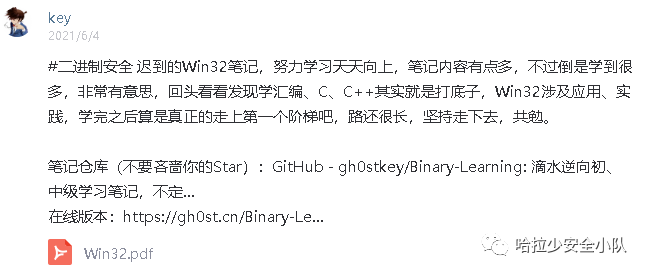 key
2021/6/4
#二进制安全 迟到的Win32笔记，努力学习天天向上，笔记内容有点多，不过倒是学到很
多，非常有意思，回头看看发现学汇编、C、C++其实就是打底子，Win32涉及应用、实
践，学完之后算是真正的走上第一个阶梯吧，路还很长，坚持走下去，共勉。
笔记仓库（不要吝啬你的Star）：GitHub - gh0stkey/Binary-Learning: 滴水逆向初、
中级学习笔记，不定...
在线版本：https://gh0st.cn/Binary-Le...
Win32.pdf
哈拉少安全小队